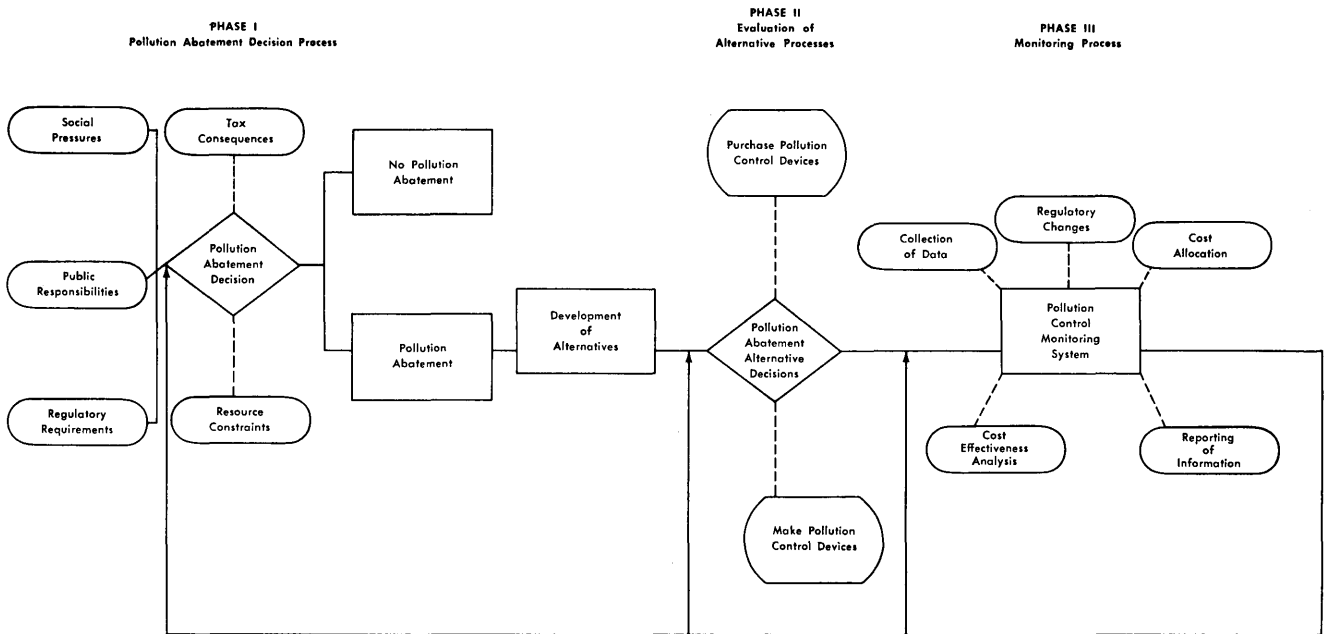 PHASE I
Pollution Abatement Decision Process
PHASE II
Evaluation of
Alternative Processes
PHASE III
Monitoring Process
Social
Pressures
Tax
Consequences
No Pollution
Abatement
Pollution
Abatement
Decision
Public
Responsibilities
Regulatory
Requirements
Resource
Constraints
Pollution
Abatement
Development
of
Alternatives
Purchase Pollution
Control Devices
Pollution
Abatement
Alternative
Decisions
Make Pollution
Control Devices
Collection
of Data
Regulatory
Changes
Cost
Allocation
Pollution
Control
Monitoring
System
Cost
Effectiveness
Analysis
Reporting
of
Information